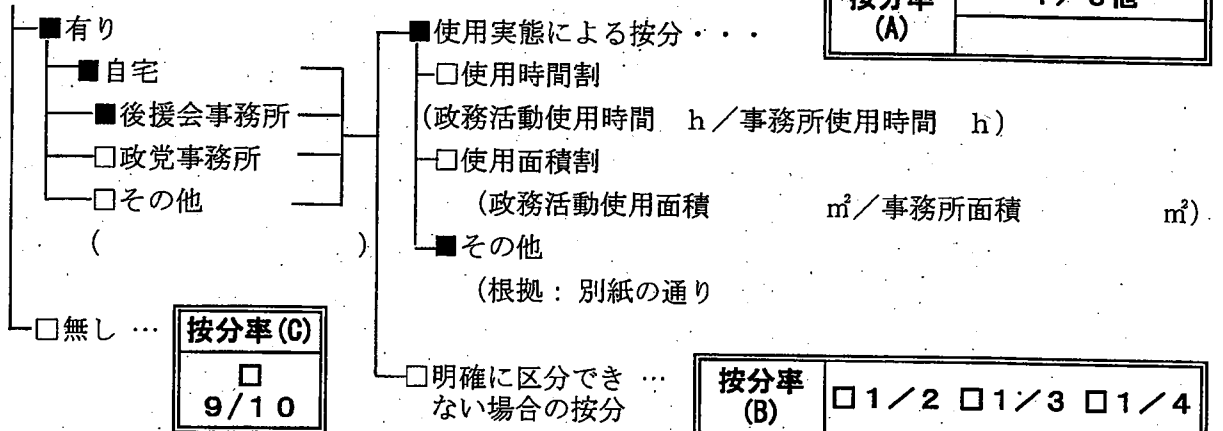 ■有り
■自宅
■後援会事務所
□政党事務所
□その他
(　　　　)
□無し …
按分率(C)
□
9/10
■使用実態による按分・・・
按分率
(A)
□使用時間割
(政務活動使用時間　h／事務所使用時間　h)
□使用面積割
(政務活動使用面積　　㎡／事務所面積　　㎡)
■その他
(根拠：別紙の通り
□明確に区分でき …
ない場合の按分
按分率
(B)
□1／2 □1／3 □1／4